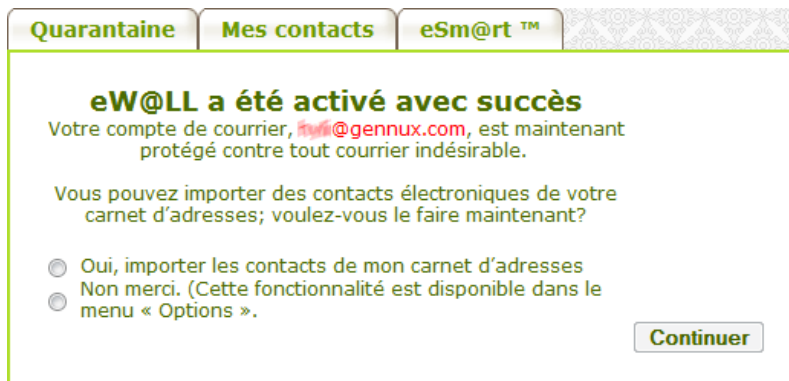 Quarantaine Mes contacts eSm@rt ™
eW@LL a été activé avec succès
Votre compte de courrier, @gennux.com, est maintenant
protégé contre tout courrier indésirable.
Vous pouvez importer des contacts électroniques de votre
carnet d'adresses; voulez-vous le faire maintenant?
Oui, importer les contacts de mon carnet d'adresses
Non merci. (Cette fonctionnalité est disponible dans le
menu « Options ».
Continuer